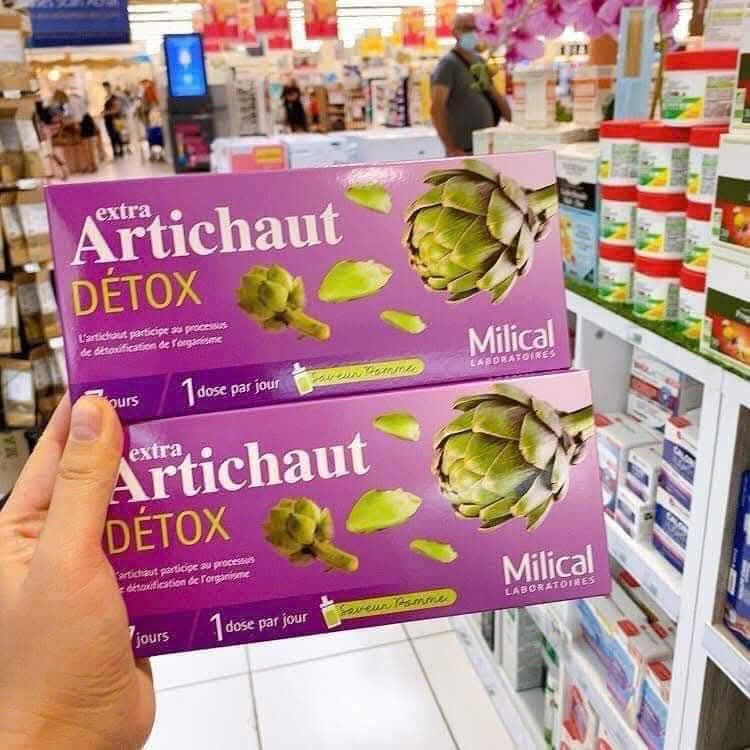 extra
Artichaut
DÉTOX
L'artichaut participe au processus
de détoxification de l'organisme
Milical
LABORATOIRES
jours
1 dose par jour
Saveur Pomme
extra
Artichaut
DÉTOX
artichaut participe au processus
détoxification de l'organisme
Milical
LABORATOIRES
7 jours
1 dose par jour
Saveur Pomme